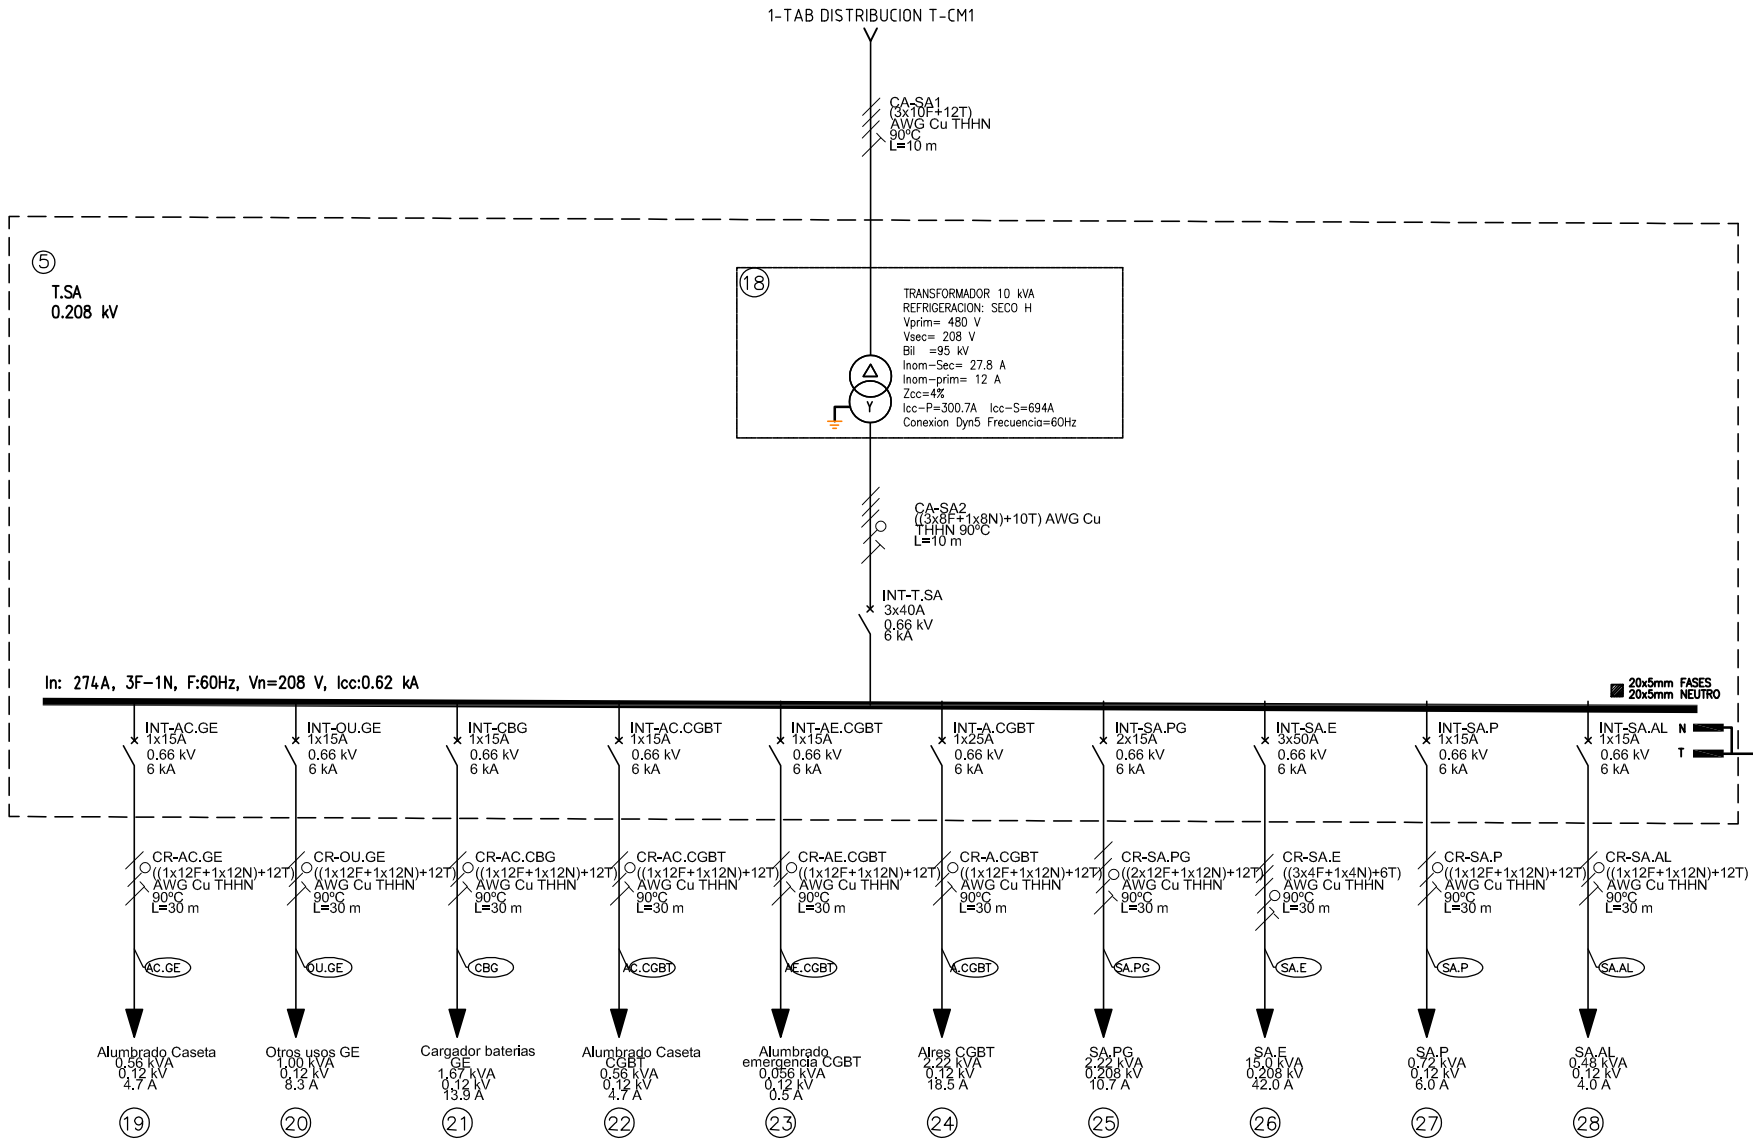 1-TAB DISTRIBUCION T-CM1
CA-SA1
(3x10F+12T)
AWG Cu THHN
90ºC
L=10 m
5
T.SA
0.208 kV
18
TRANSFORMADOR 10 kVA
REFRIGERACION: SECO H
Vprim= 480 V
Vsec= 208 V
Bil =95 kV
Inom-Sec= 27.8 A
Inom-prim= 12 A
Zcc=4%
Icc-P=300.7A Icc-S=694A
Conexion Dyn5 Frecuencia=60Hz
Y
CA-SA2
((3x8F+1x8N)+10T) AWG Cu
THHN 90ºC
L=10 m
INT-T.SA
3x40A
0.66 kV
6 kA
In: 274A, 3F-1N, F:60Hz, Vn=208 V, Icc:0.62 kA
20x5mm FASES
20x5mm NEUTRO
N
T
INT-AC.GE
1x15A
0.66 kV
6 kA
INT-OU.GE
1x15A
0.66 kV
6 kA
INT-CBG
1x15A
0.66 kV
6 kA
INT-AC.CGBT
1x15A
0.66 kV
6 kA
INT-AE.CGBT
1x15A
0.66 kV
6 kA
INT-A.CGBT
1x25A
0.66 kV
6 kA
INT-SA.PG
2x15A
0.66 kV
6 kA
INT-SA.E
3x50A
0.66 kV
6 kA
INT-SA.P
1x15A
0.66 kV
6 kA
INT-SA.AL
1x15A
0.66 kV
6 kA
CR-AC.GE
((1x12F+1x12N)+12T)
AWG Cu THHN
90ºC
L=30 m
CR-OU.GE
((1x12F+1x12N)+12T)
AWG Cu THHN
90ºC
L=30 m
CR-AC.CBG
((1x12F+1x12N)+12T)
AWG Cu THHN
90ºC
L=30 m
CR-AC.CGBT
((1x12F+1x12N)+12T)
AWG Cu THHN
90ºC
L=30 m
CR-AE.CGBT
((1x12F+1x12N)+12T)
AWG Cu THHN
90ºC
L=30 m
CR-A.CGBT
((1x12F+1x12N)+12T)
AWG Cu THHN
90ºC
L=30 m
CR-SA.PG
((2x12F+1x12N)+12T)
AWG Cu THHN
90ºC
L=30 m
CR-SA.E
((3x4F+1x4N)+6T)
AWG Cu THHN
90ºC
L=30 m
CR-SA.P
((1x12F+1x12N)+12T)
AWG Cu THHN
90ºC
L=30 m
CR-SA.AL
((1x12F+1x12N)+12T)
AWG Cu THHN
90ºC
L=30 m
AC.GE
OU.GE
CBG
AC.CGBT
AE.CGBT
A.CGBT
SA.PG
SA.E
SA.P
SA.AL
Alumbrado Caseta
0.56 kVA
0.12 kV
4.7 A
19
Otros usos GE
1.00 kVA
0.12 kV
8.3 A
20
Cargador baterias
GE
1.67 kVA
0.12 kV
13.9 A
21
Alumbrado Caseta
CGBT
0.56 kVA
0.12 kV
4.7 A
22
Alumbrado
emergencia CGBT
0.056 kVA
0.12 kV
0.5 A
23
AIres CGBT
2.22 kVA
0.12 kV
18.5 A
24
SA.PG
2.22 kVA
0.208 kV
10.7 A
25
SA.E
15.0 kVA
0.208 kV
42.0 A
26
SA.P
0.72 kVA
0.12 kV
6.0 A
27
SA.AL
0.48 kVA
0.12 kV
4.0 A
28